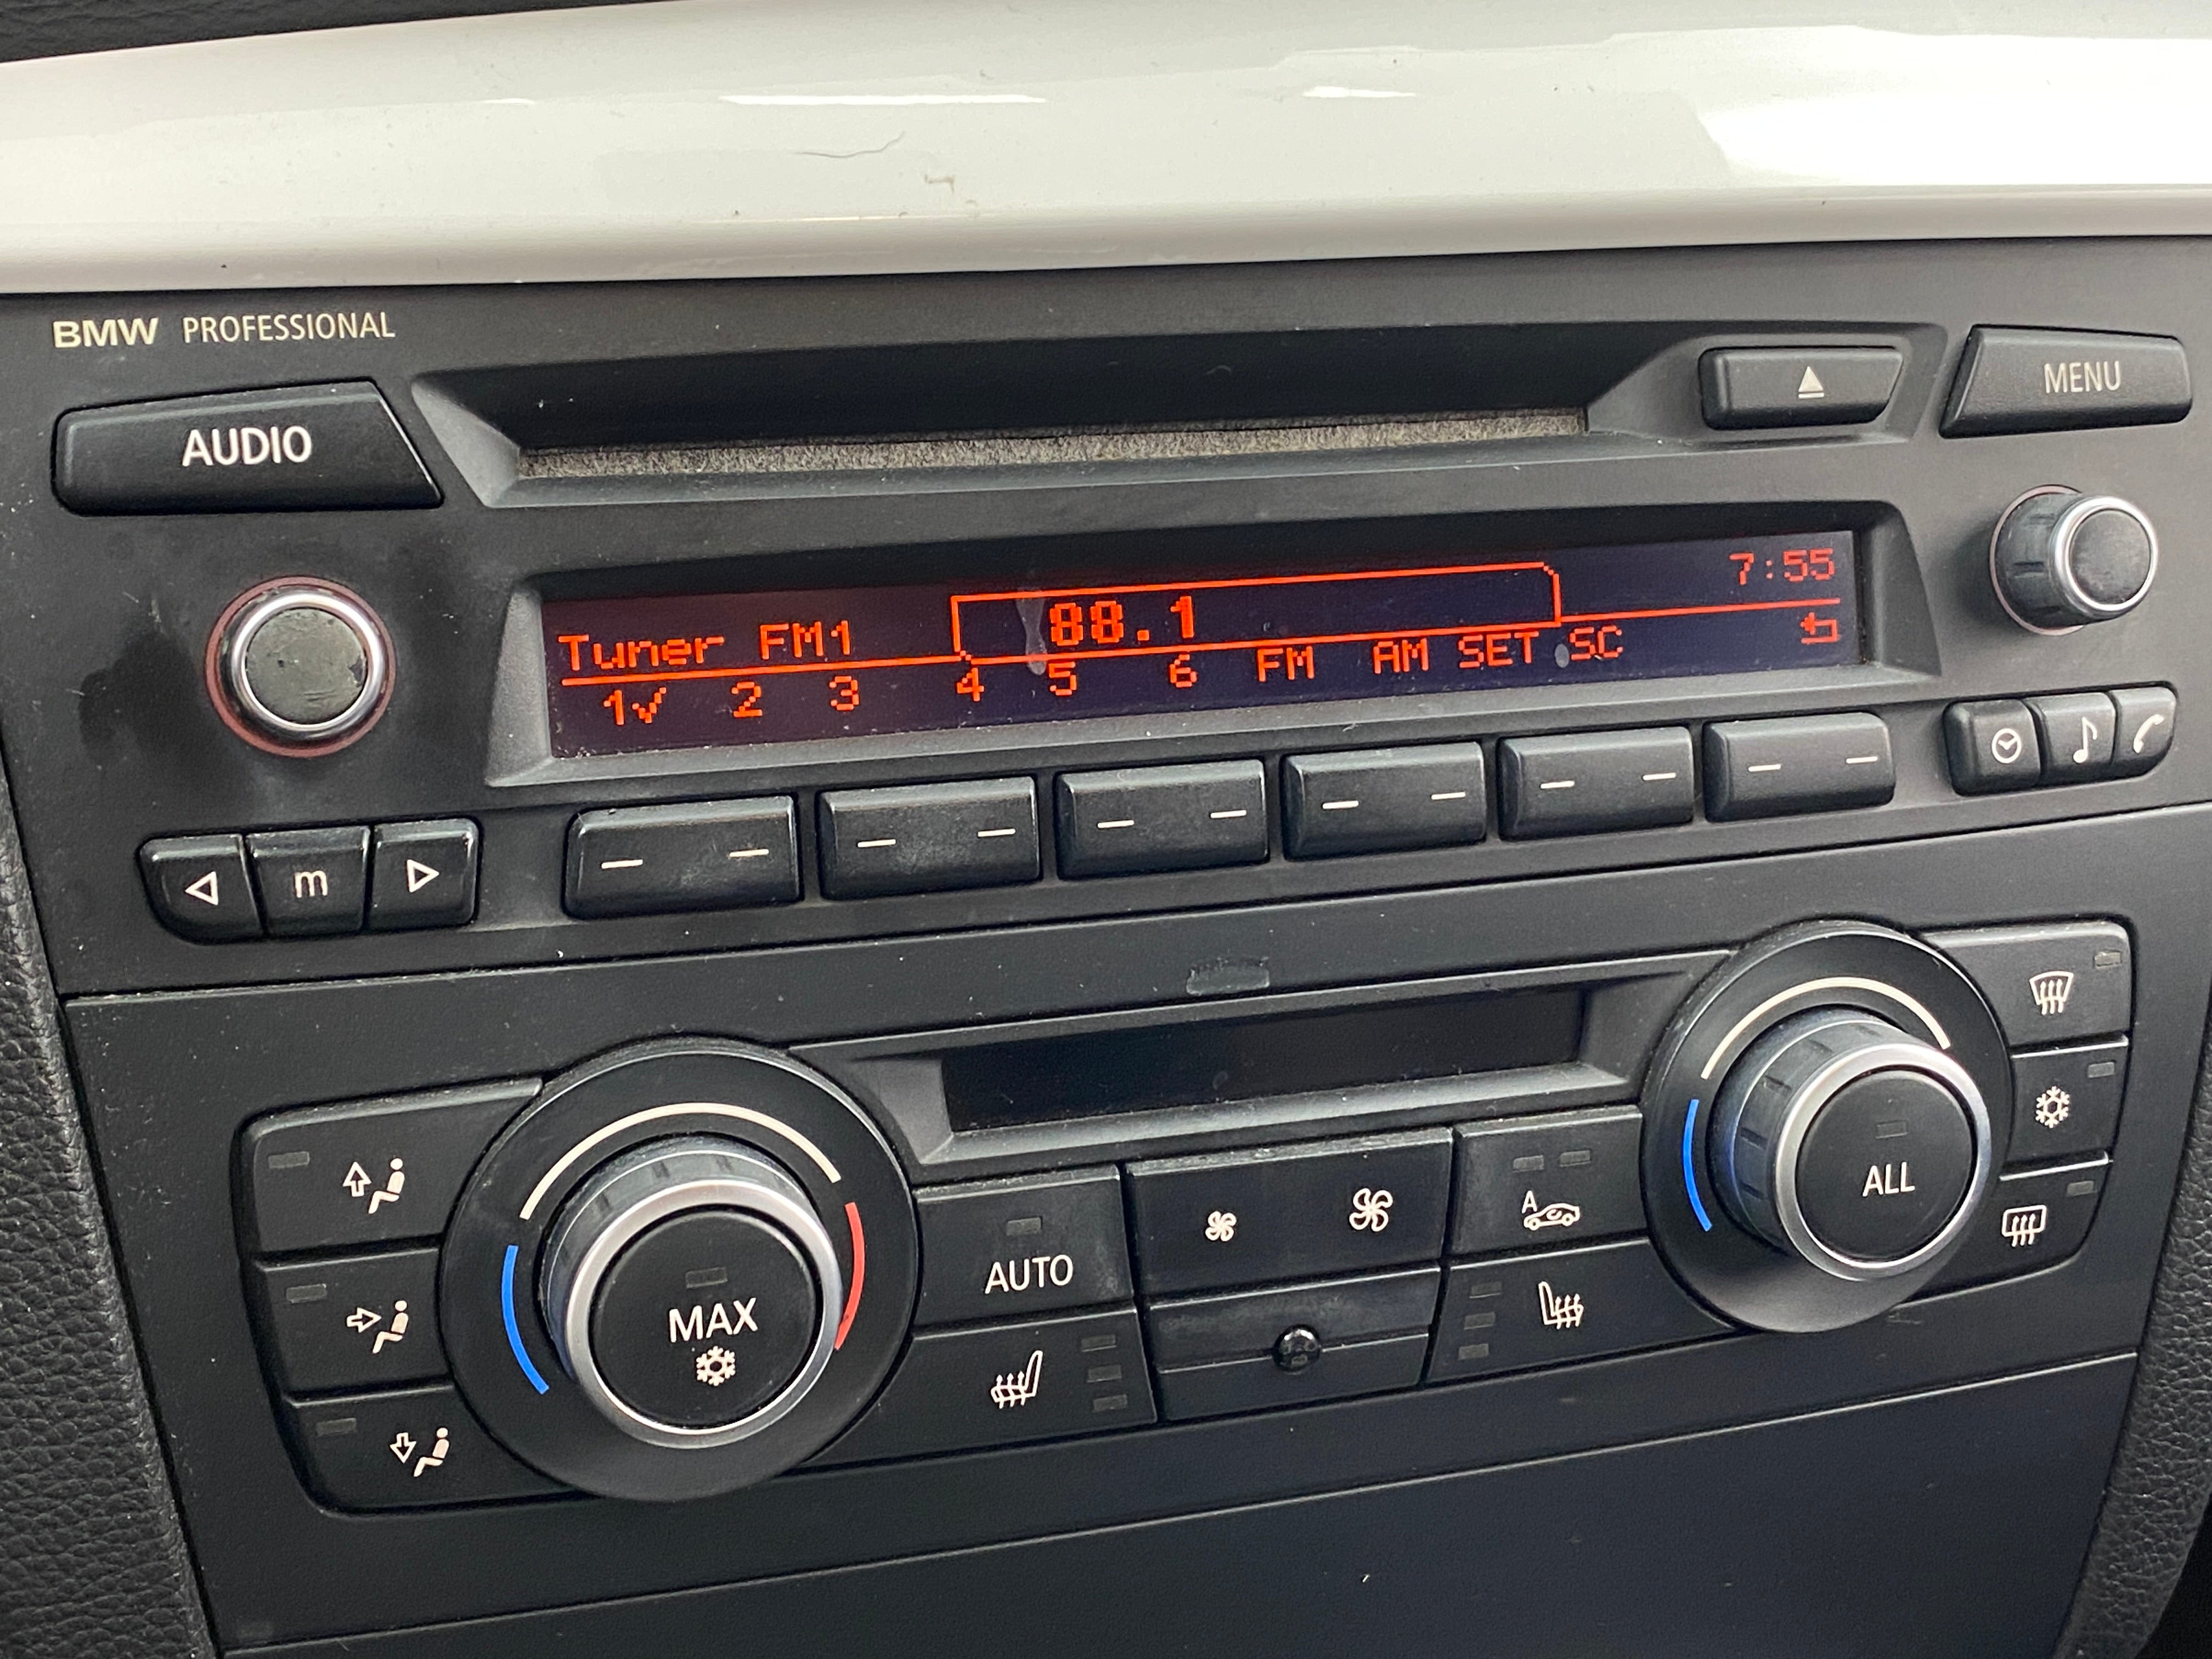 BMW PROFESSIONAL
AUDIO
MENU
Tuner FM1 88.1 7:55
1✓ 2 3 4 5 6 FM AM SET SC
m
MAX
AUTO
A
ALL